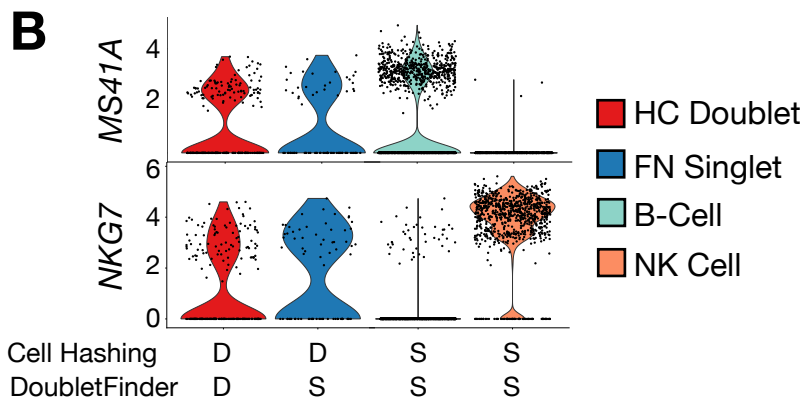 B
MS41A
4
2
HC Doublet
FN Singlet
B-Cell
NK Cell
NKG7
6
4
2
0
Cell Hashing D D S S
DoubletFinder D S S S